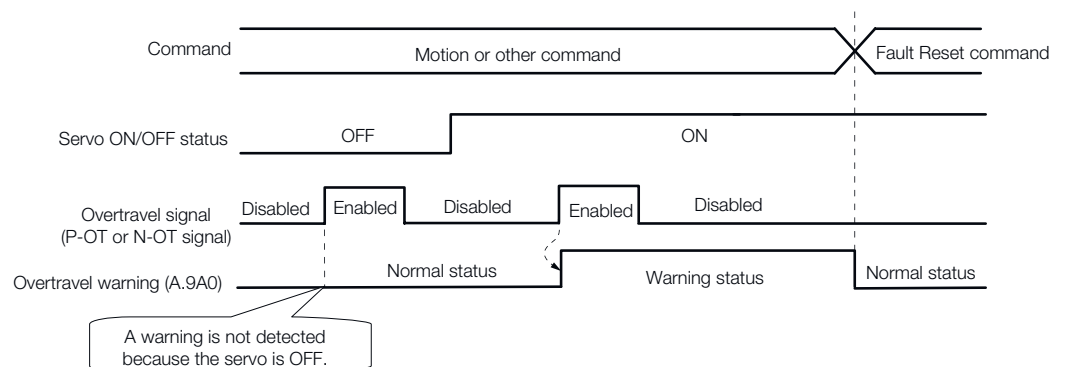 Command
Motion or other command
Fault Reset command
Servo ON/OFF status
OFF
ON
Overtravel signal
(P-OT or N-OT signal)
Disabled
Enabled
Disabled
Enabled
Disabled
Overtravel warning (A.9A0)
Normal status
Warning status
Normal status
A warning is not detected
because the servo is OFF.